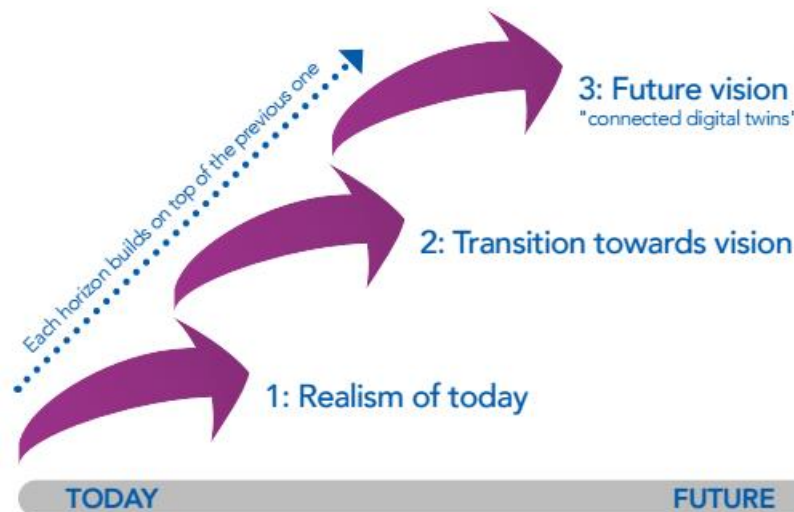 Each horizon builds on top of the previous one
3: Future vision
"connected digital twins"
2: Transition towards vision
1: Realism of today
TODAY FUTURE